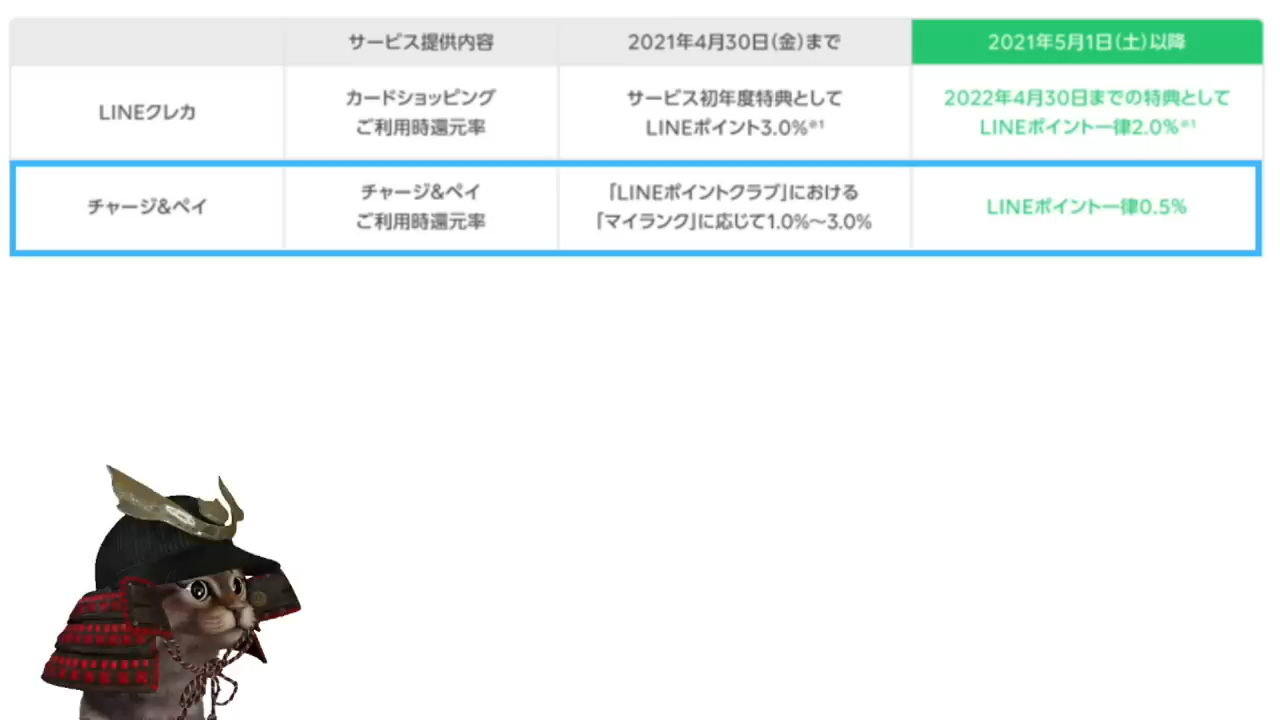 サービス提供内容
2021年4月30日(金)まで
2021年5月1日(土)以降
LINEクレカ
カードショッピング
ご利用時還元率
サービス初年度特典として
LINEポイント3.0%※1
2022年4月30日までの特典として
LINEポイント一律2.0%※1
チャージ&ペイ
チャージ&ペイ
ご利用時還元率
「LINEポイントクラブ」における
「マイランク」に応じて1.0%〜3.0%
LINEポイント一律0.5%